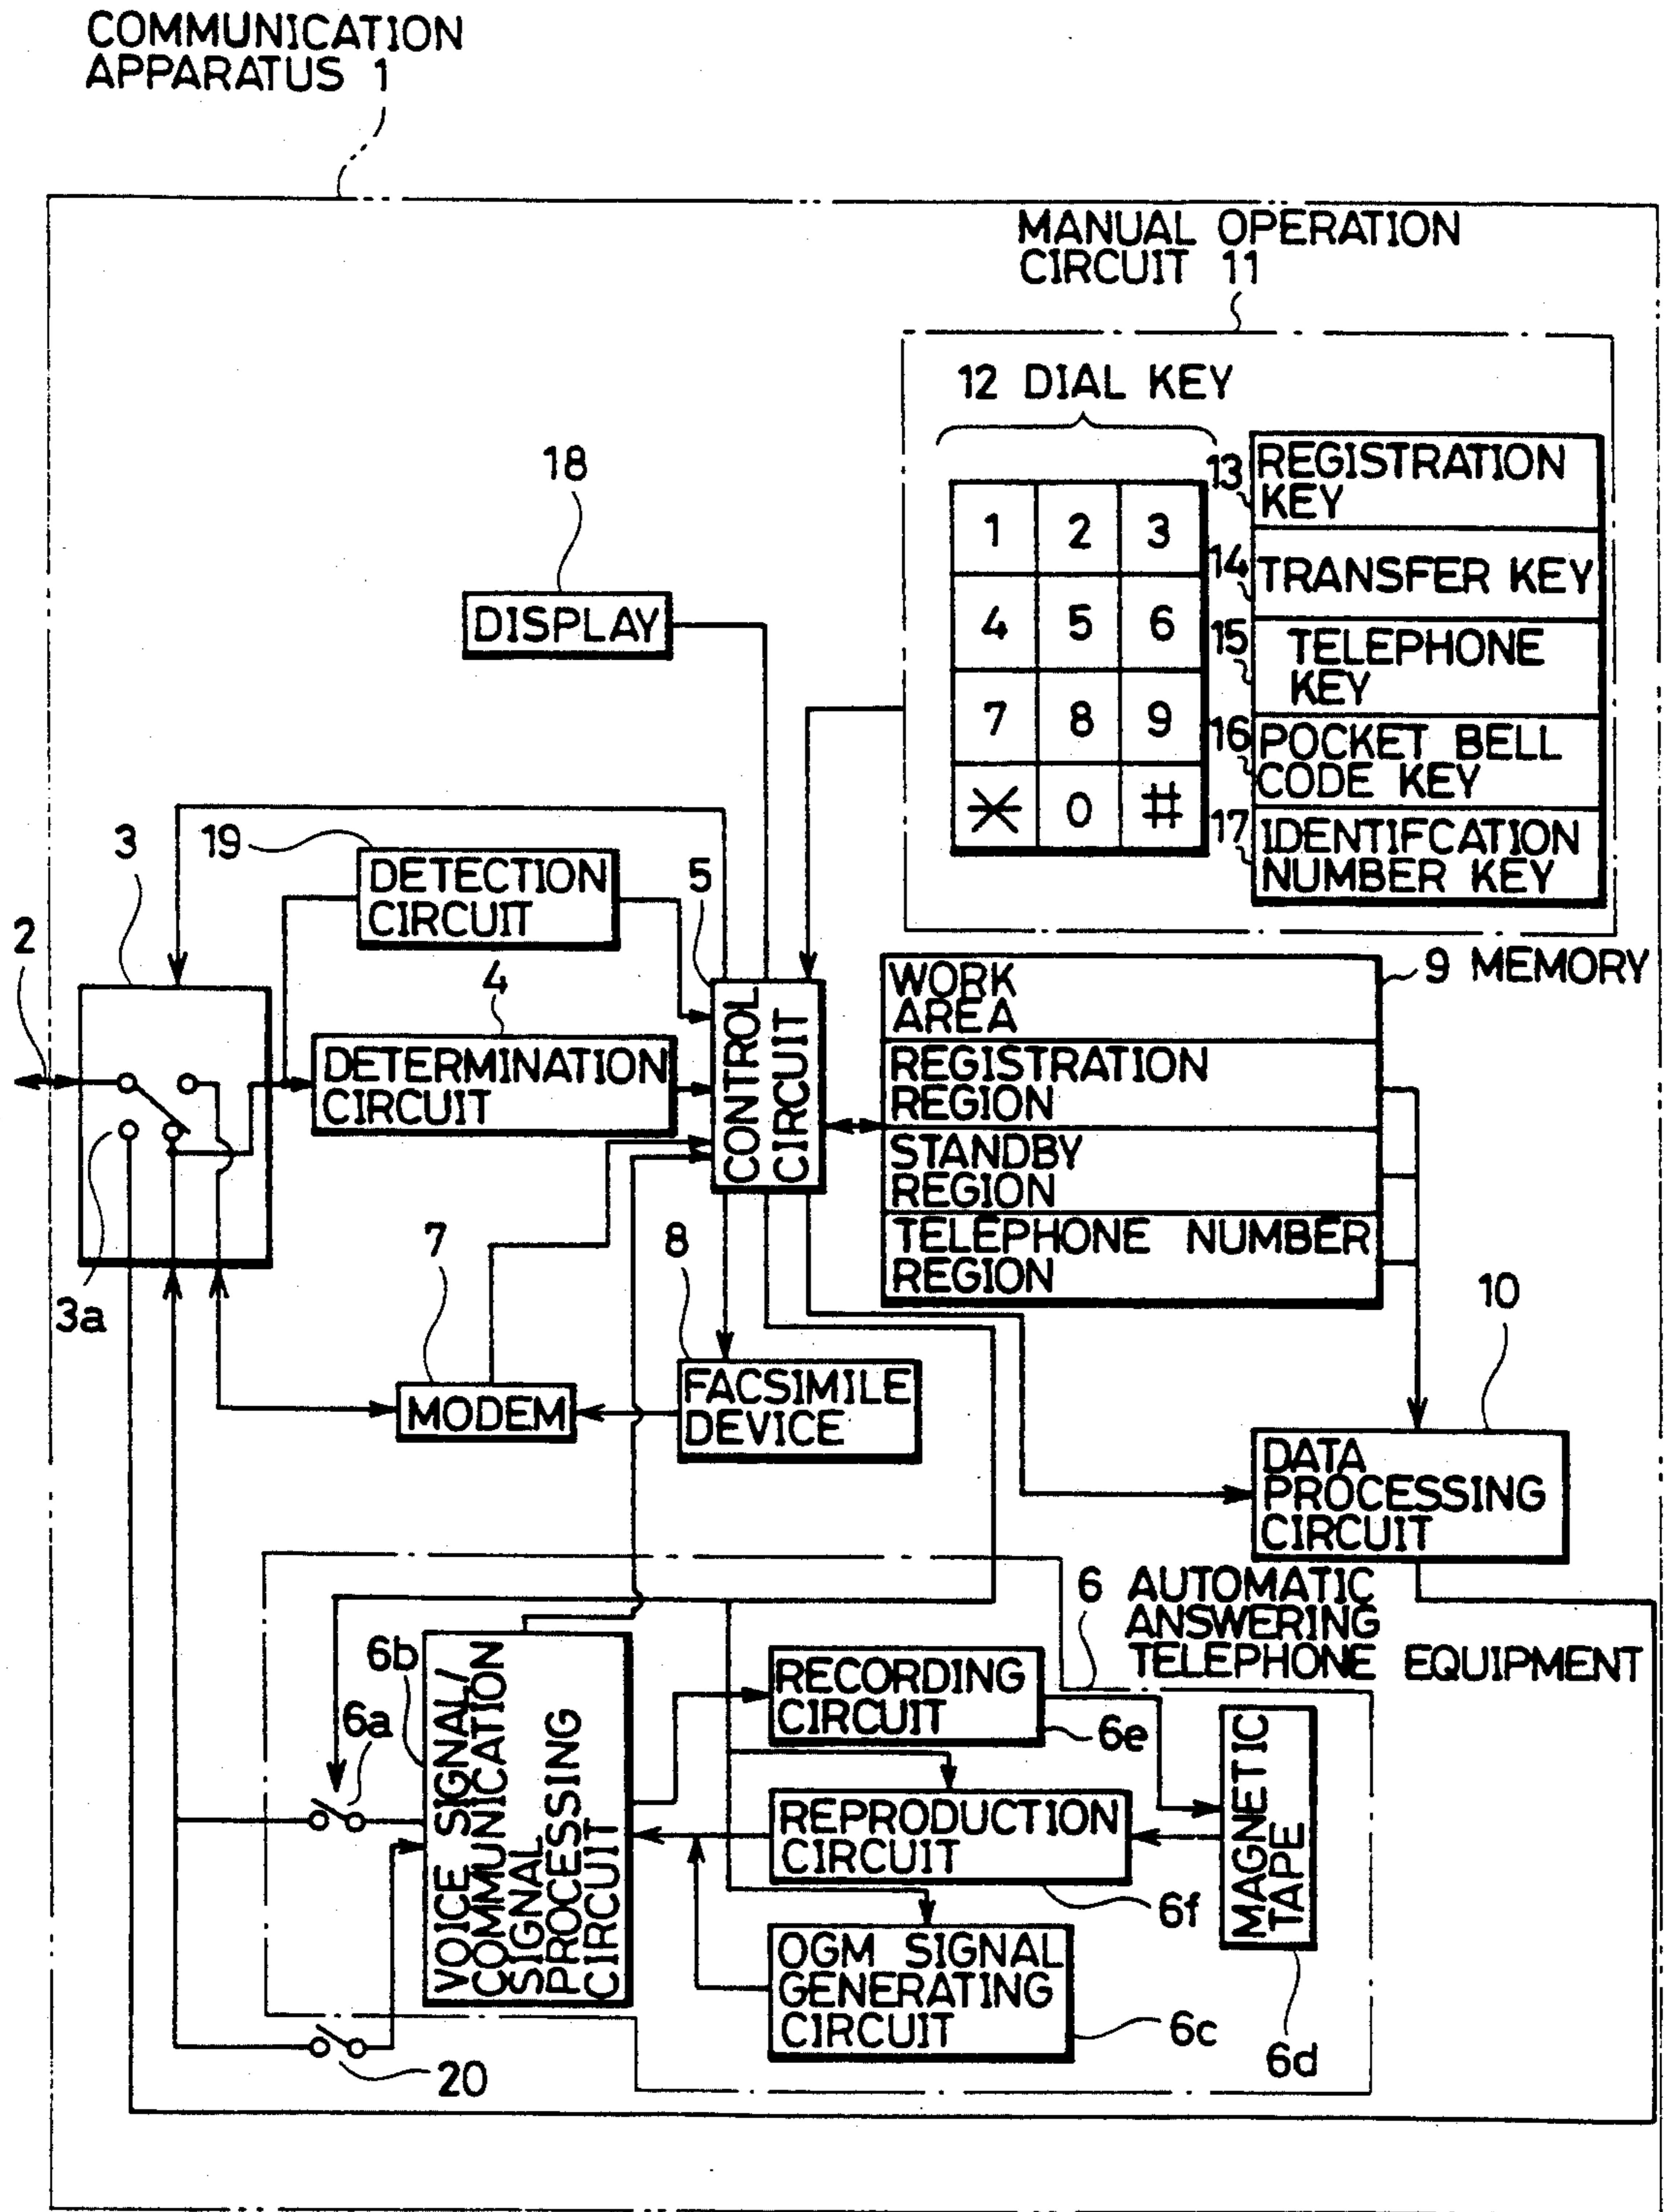 COMMUNICATION
APPARATUS 1
MANUAL OPERATION
CIRCUIT 11
12 DIAL KEY
1 2 3
4 5 6
7 8 9
* 0 #
13 REGISTRATION
KEY
14 TRANSFER KEY
15 TELEPHONE
KEY
16 POCKET BELL
CODE KEY
17 IDENTIFCATION
NUMBER KEY
18
DISPLAY
3
19
DETECTION
CIRCUIT
5
2
4
DETERMINATION
CIRCUIT
CONTROL
CIRCUIT
9 MEMORY
WORK
AREA
REGISTRATION
REGION
STANDBY
REGION
TELEPHONE NUMBER
REGION
3a
7
MODEM
8
FACSIMILE
DEVICE
10
DATA
PROCESSING
CIRCUIT
6 AUTOMATIC
ANSWERING
TELEPHONE EQUIPMENT
6b
6a
VOICE SIGNAL/
COMMUNICATION
SIGNAL
PROCESSING
CIRCUIT
RECORDING
CIRCUIT
6e
REPRODUCTION
CIRCUIT
6f
MAGNETIC
TAPE
6d
OGM SIGNAL
GENERATING
CIRCUIT
6c
20